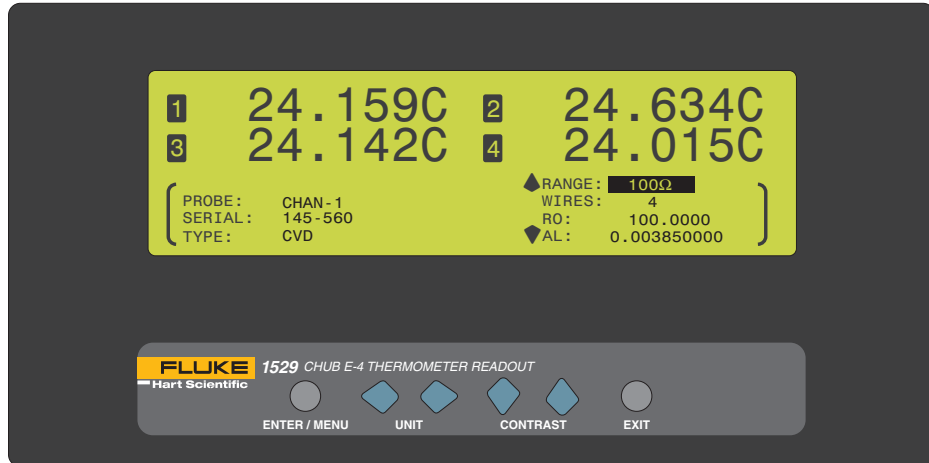 1 24.159C 2 24.634C
3 24.142C 4 24.015C
PROBE: CHAN-1
SERIAL: 145-560
TYPE: CVD
RANGE: 100Ω
WIRES: 4
RO: 100.0000
AL: 0.003850000
FLUKE
Hart Scientific
1529 CHUB E-4 THERMOMETER READOUT
ENTER / MENU UNIT CONTRAST EXIT